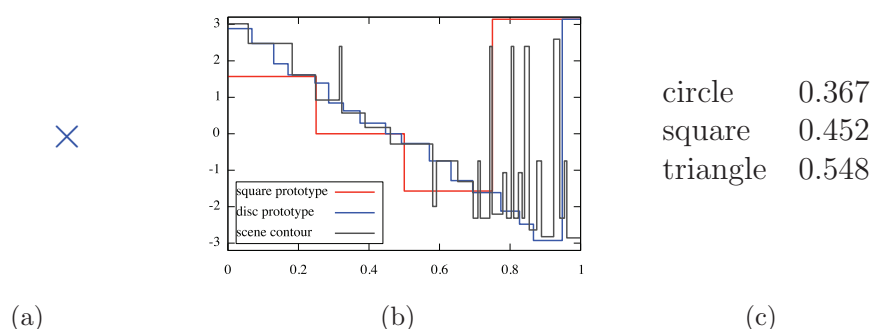 3
2
1
0
-1
-2
-3
square prototype
disc prototype
scene contour
0
0.2
0.4
0.6
0.8
1
circle 0.367
square 0.452
triangle 0.548
(a)
(b)
(c)